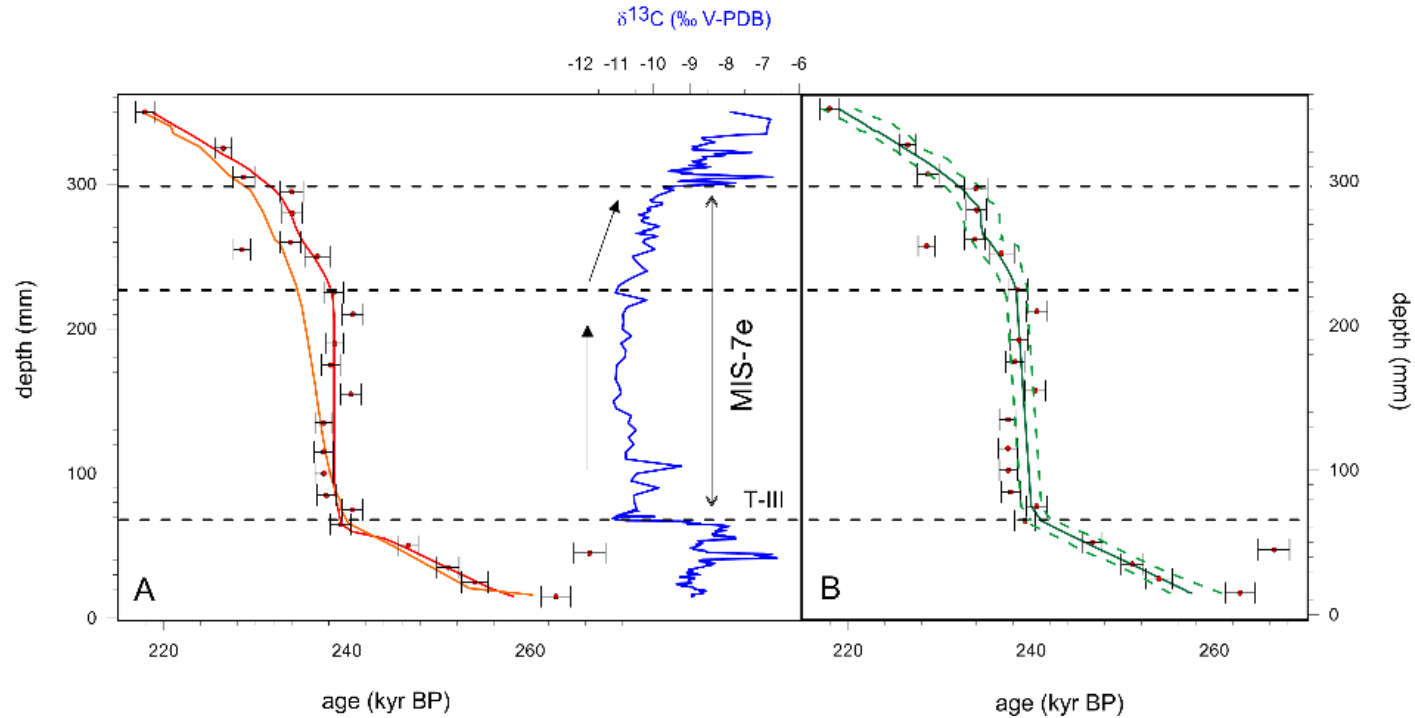 δ13C (‰ V-PDB)
-12 -11 -10 -9 -8 -7 -6
300
200
100
0
depth (mm)
MIS-7e
T-III
A
B
300
200
100
0
depth (mm)
220 240 260
220 240 260
age (kyr BP)
age (kyr BP)